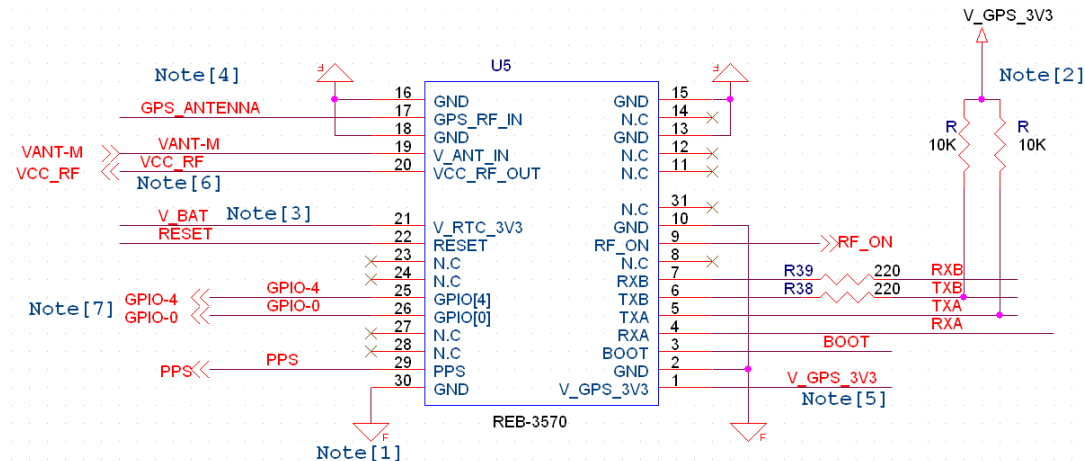 V_GPS_3V3
U5
Note[4]
Note[2]
F
F
16 GND
GND 15
GPS_ANTENNA 17 GPS_RF_IN
N.C 14
R
10K
R
10K
18 GND
GND 13
VANT-M VANT-M 19 V_ANT_IN
N.C 12
VCC_RF VCC_RF 20 VCC_RF_OUT
N.C 11
Note[6]
N.C 31
V_BAT Note[3] 21 V_RTC_3V3
GND 10
RESET 22 RESET
RF_ON 9 RF_ON
23 N.C
N.C 8
24 N.C
RXB 7 R39 220 RXB
Note[7]
GPIO-4 GPIO-4 25 GPIO[4]
TXB 6 R38 220 TXB
GPIO-0 GPIO-0 26 GPIO[0]
TXA 5 TXA
27 N.C
RXA 4 RXA
28 N.C
BOOT 3 BOOT
PPS PPS 29 PPS
GND 2
30 GND
V_GPS_3V3 1 V_GPS_3V3
Note[5]
REB-3570
F
F
Note[1]